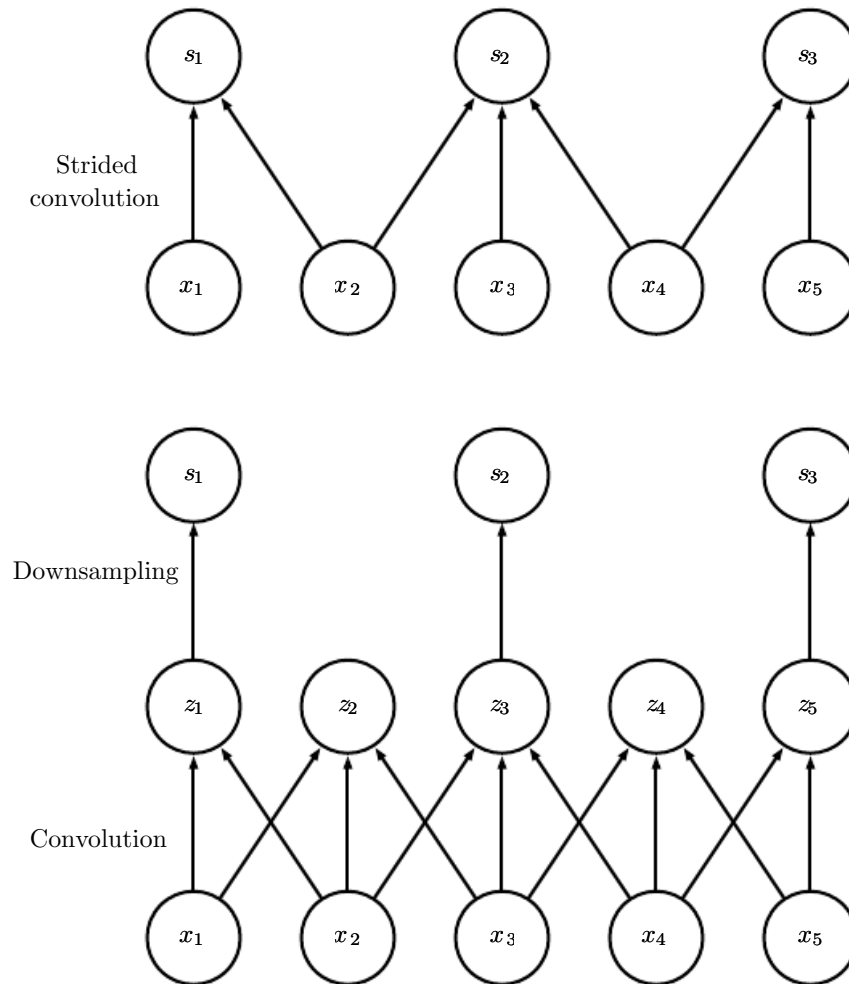 s₁ s₂ s₃
Strided
convolution
x₁ x₂ x₃ x₄ x₅
s₁ s₂ s₃
Downsampling
z₁ z₂ z₃ z₄ z₅
Convolution
x₁ x₂ x₃ x₄ x₅